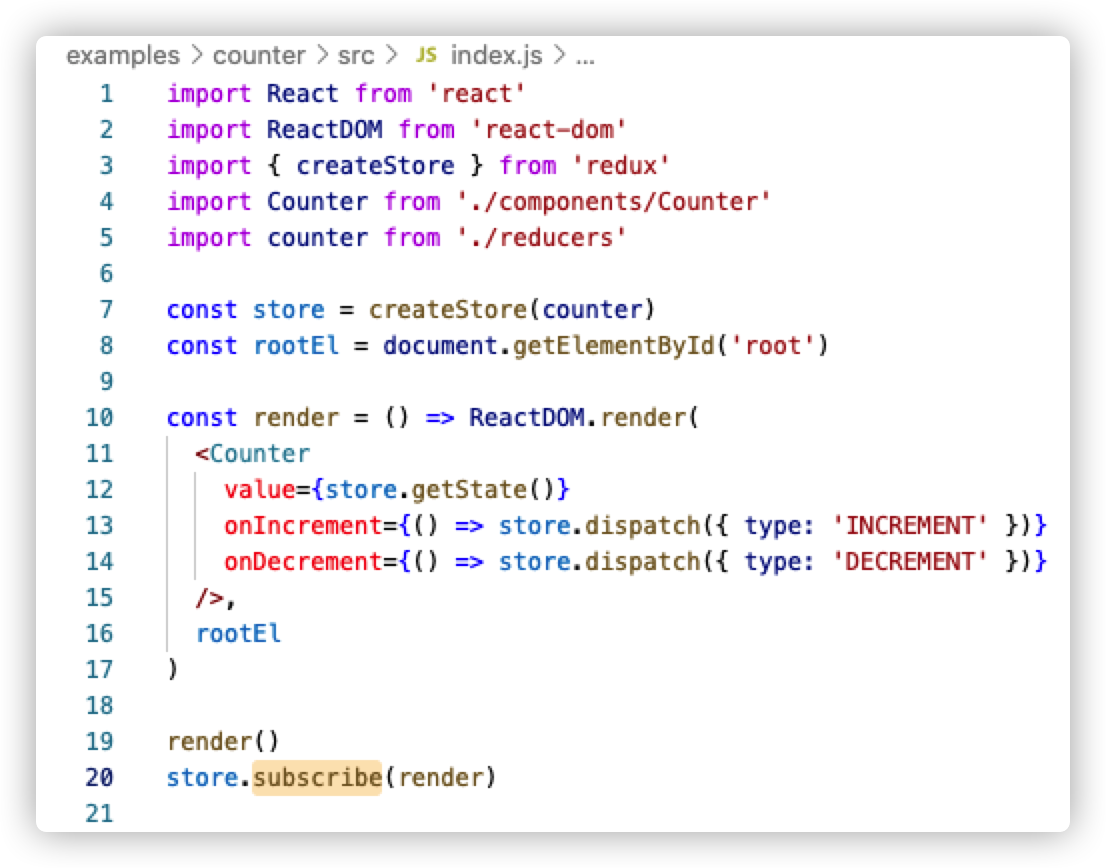 examples > counter > src > JS index.js > ...
1 import React from 'react'
2 import ReactDOM from 'react-dom'
3 import { createStore } from 'redux'
4 import Counter from './components/Counter'
5 import counter from './reducers'
6
7 const store = createStore(counter)
8 const rootEl = document.getElementById('root')
9
10 const render = () => ReactDOM.render(
11   <Counter
12     value={store.getState()}
13     onIncrement={() => store.dispatch({ type: 'INCREMENT' })}
14     onDecrement={() => store.dispatch({ type: 'DECREMENT' })}
15   />,
16   rootEl
17 )
18
19 render()
20 store.subscribe(render)
21